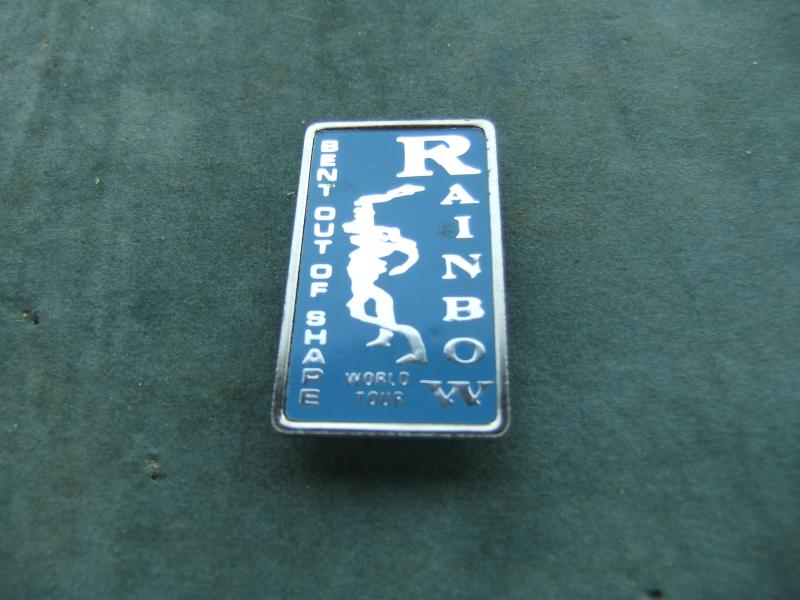 BENT OUT OF SHAPE
RAINBOW
WORLD
TOUR